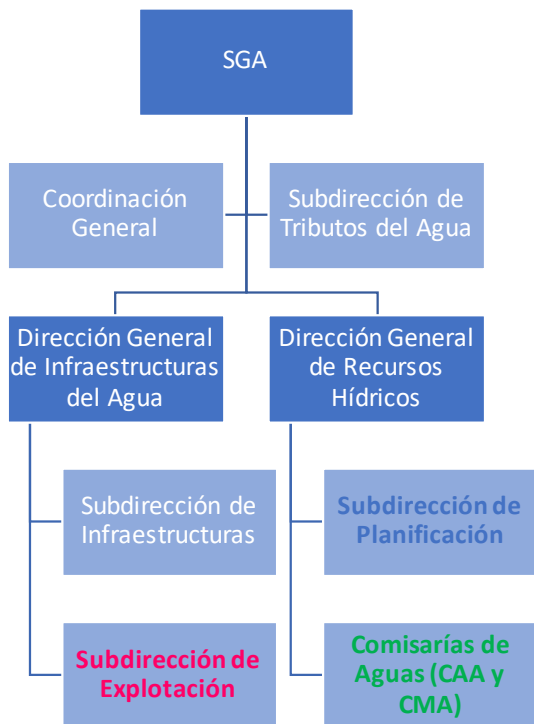 SGA
Coordinación
General
Subdirección de
Tributos del Agua
Dirección General
de Infraestructuras
del Agua
Dirección General
de Recursos
Hídricos
Subdirección de
Infraestructuras
Subdirección de
Planificación
Subdirección de
Explotación
Comisarías de
Aguas (CAA y
CMA)